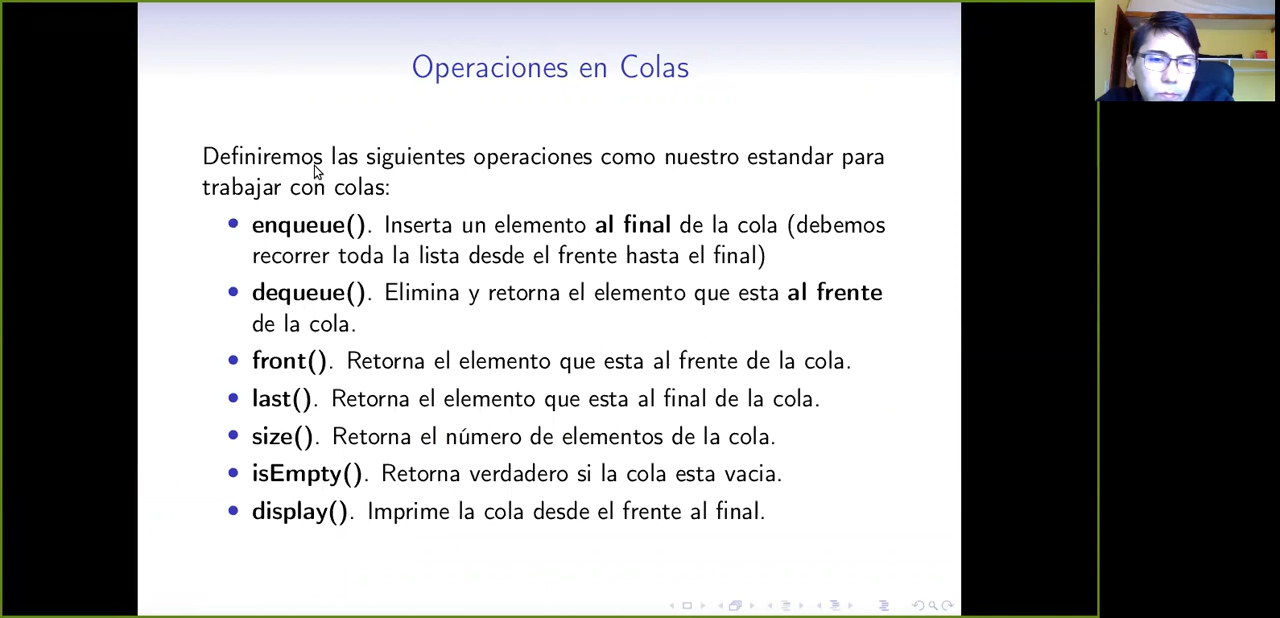 Operaciones en Colas
Definiremos las siguientes operaciones como nuestro estandar para
trabajar con colas:
• enqueue(). Inserta un elemento al final de la cola (debemos
recorrer toda la lista desde el frente hasta el final)
• dequeue(). Elimina y retorna el elemento que esta al frente
de la cola.
• front(). Retorna el elemento que esta al frente de la cola.
• last(). Retorna el elemento que esta al final de la cola.
• size(). Retorna el número de elementos de la cola.
• isEmpty(). Retorna verdadero si la cola esta vacia.
• display(). Imprime la cola desde el frente al final.